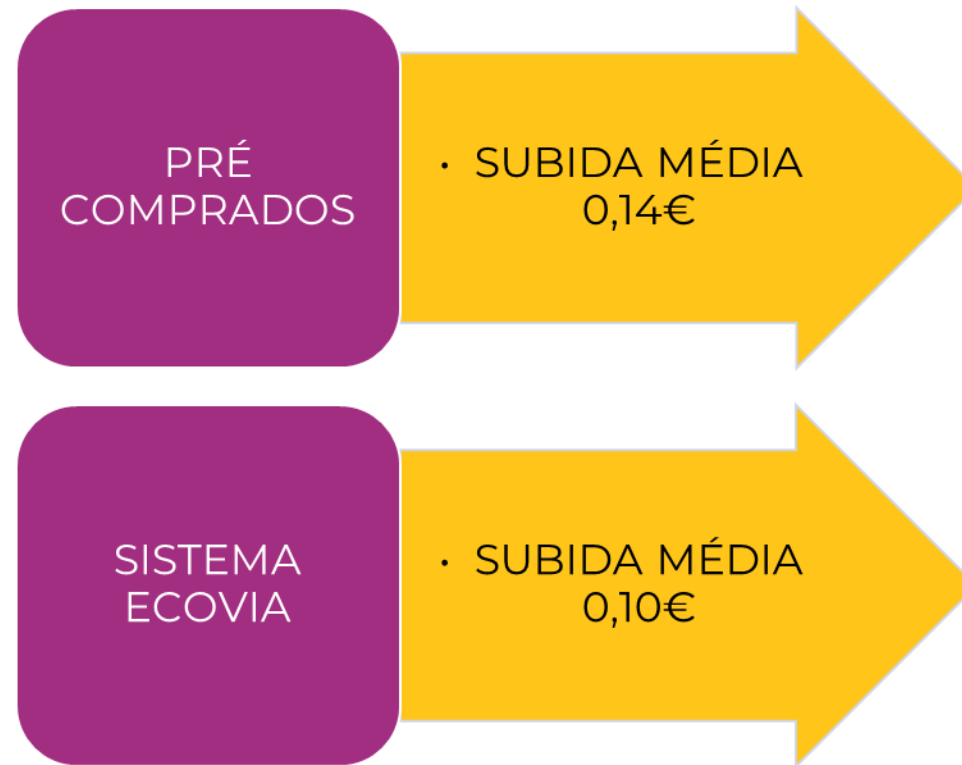 PRÉ
COMPRADOS
• SUBIDA MÉDIA
0,14€
SISTEMA
ECOVIA
• SUBIDA MÉDIA
0,10€